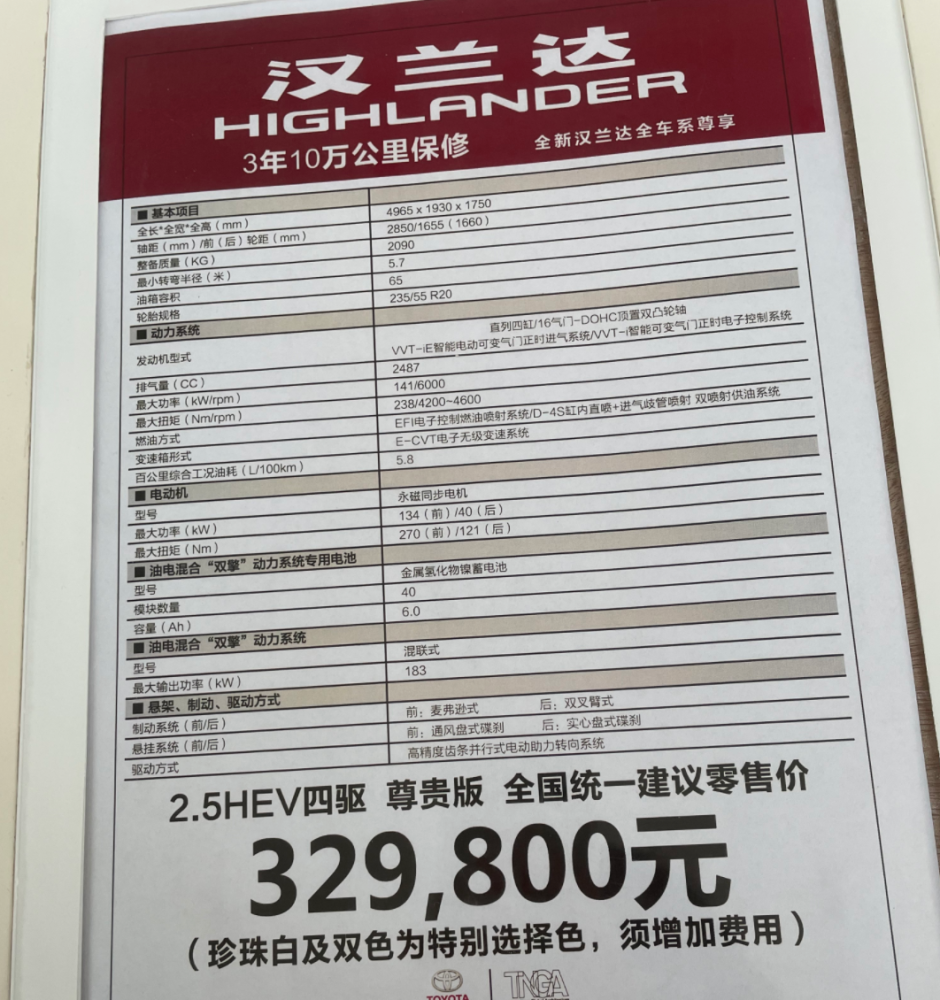 汉兰达
HIGHLANDER
3年10万公里保修 全新汉兰达全车系尊享
■ 基本项目
全长*全宽*全高（mm） 4965 x 1930 x 1750
轴距（mm）/前（后）轮距（mm） 2850/1655（1660）
整备质量（KG） 2090
最小转弯半径（米） 5.7
油箱容积 65
轮胎规格 235/55 R20
■ 动力系统
发动机型式 直列四缸/16气门-DOHC顶置双凸轮轴
VVT-iE智能电动可变气门正时进气系统/VVT-i智能可变气门正时电子控制系统
排气量（CC） 2487
最大功率（kW/rpm） 141/6000
最大扭矩（Nm/rpm） 238/4200~4600
燃油方式 EFI电子控制燃油喷射系统/D-4S缸内直喷+进气歧管喷射 双喷射供油系统
变速箱形式 E-CVT电子无级变速系统
百公里综合工况油耗（L/100km） 5.8
■ 电动机
型号 永磁同步电机
最大功率（kW） 134（前）/40（后）
最大扭矩（Nm） 270（前）/121（后）
■ 油电混合“双擎”动力系统专用电池
型号 金属氢化物镍蓄电池
模块数量 40
容量（Ah） 6.0
■ 油电混合“双擎”动力系统
型号 混联式
最大输出功率（kW） 183
■ 悬架、制动、驱动方式
制动系统（前/后） 前：麦弗逊式 后：双叉臂式
悬挂系统（前/后） 前：通风盘式碟刹 后：实心盘式碟刹
驱动方式 高精度齿条并行式电动助力转向系统
2.5HEV四驱 尊贵版 全国统一建议零售价
329,800元
（珍珠白及双色为特别选择色，须增加费用）
TOYOTA TNGA